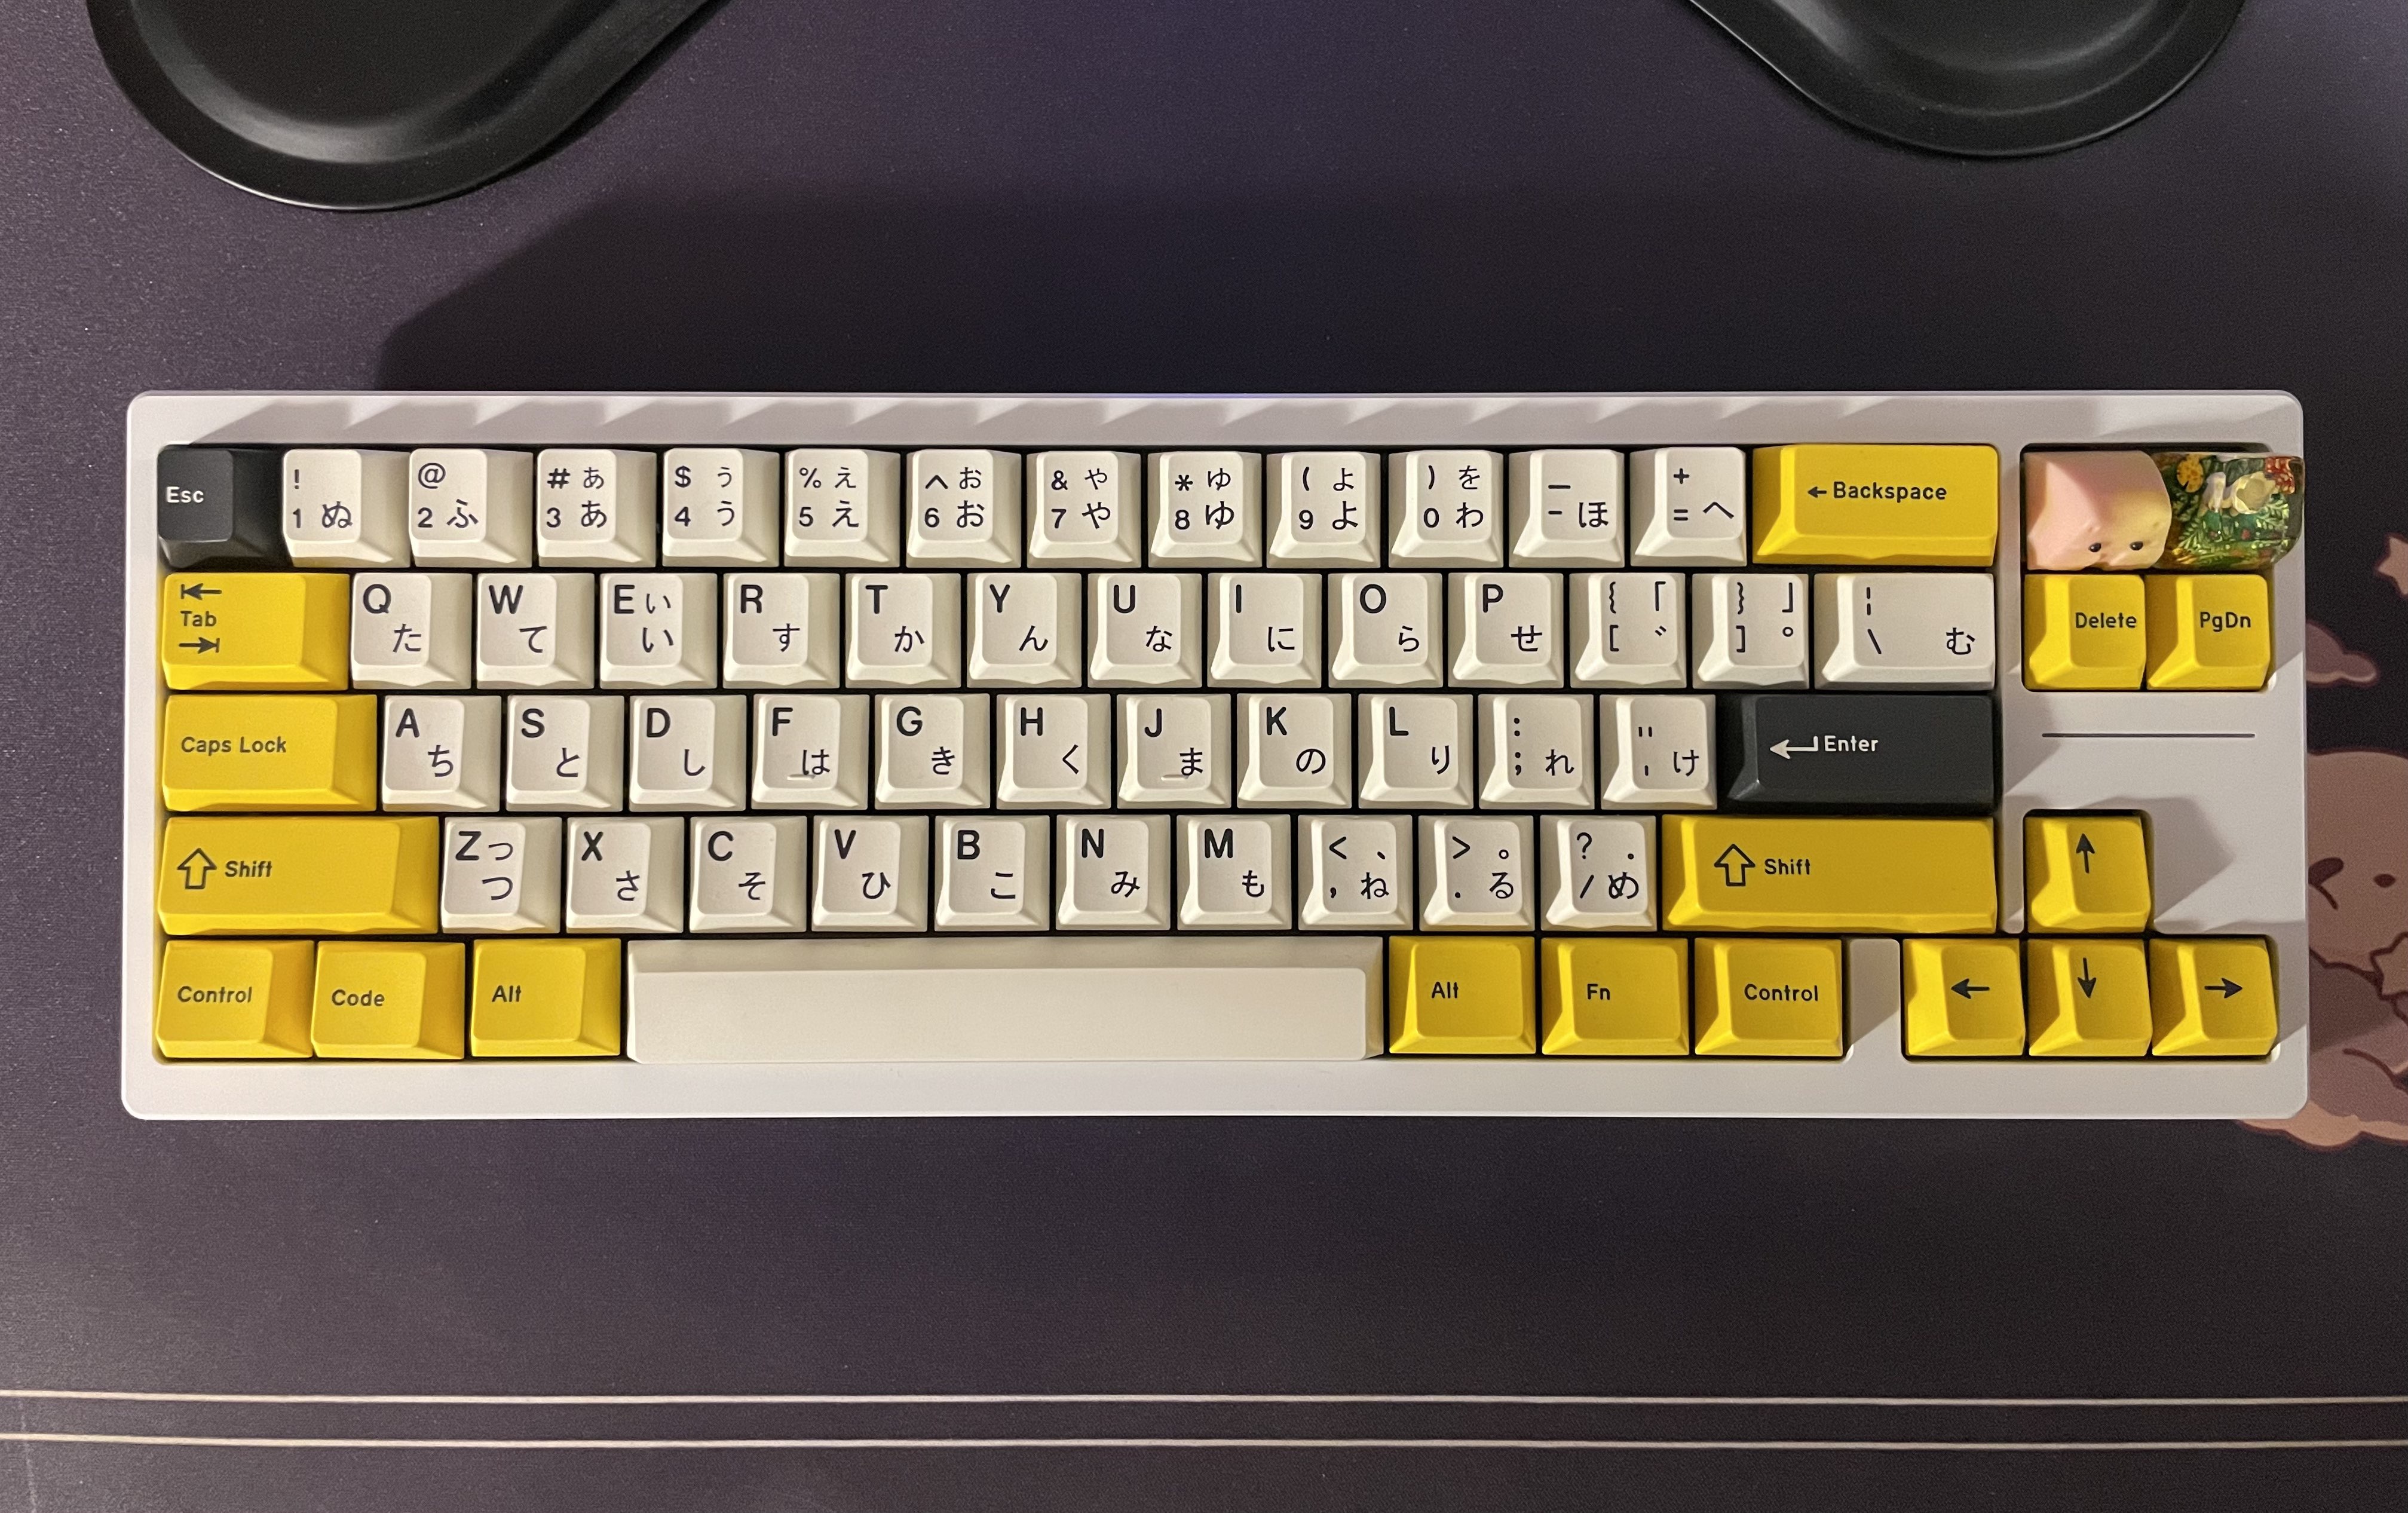 Esc ! 1 ぬ @ 2 ふ # ぁ 3 あ $ ぅ 4 う % ぇ 5 え ^ ぉ 6 お & ゃ 7 や * ゅ 8 ゆ ( ょ 9 よ ) を 0 わ _ - ほ + = へ ← Backspace
⇤ Tab ⇥ Q た W て E ぃ い R す T か Y ん U な I に O ら P せ { 「 [ ゛ } 」 ] ゜ ¦ \ む Delete PgDn
Caps Lock A ち S と D し F は G き H く J ま K の L り : ; れ " ' け ↵ Enter
⇧ Shift Z っ つ X さ C そ V ひ B こ N み M も < 、 , ね > 。 . る ? ・ / め ⇧ Shift ↑
Control Code Alt Alt Fn Control ← ↓ →